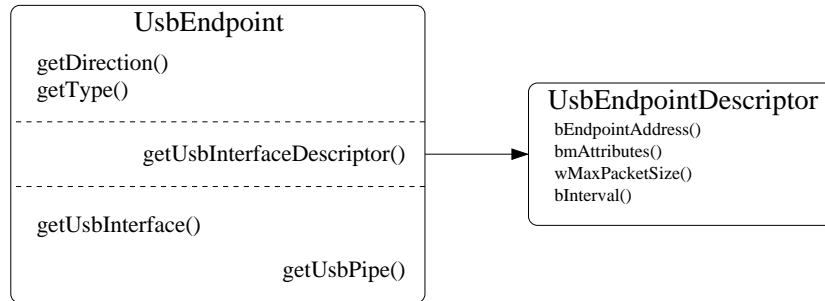 UsbEndpoint
getDirection()
getType()
getUsbInterfaceDescriptor()
getUsbInterface()
getUsbPipe()
UsbEndpointDescriptor
bEndpointAddress()
bmAttributes()
wMaxPacketSize()
bInterval()